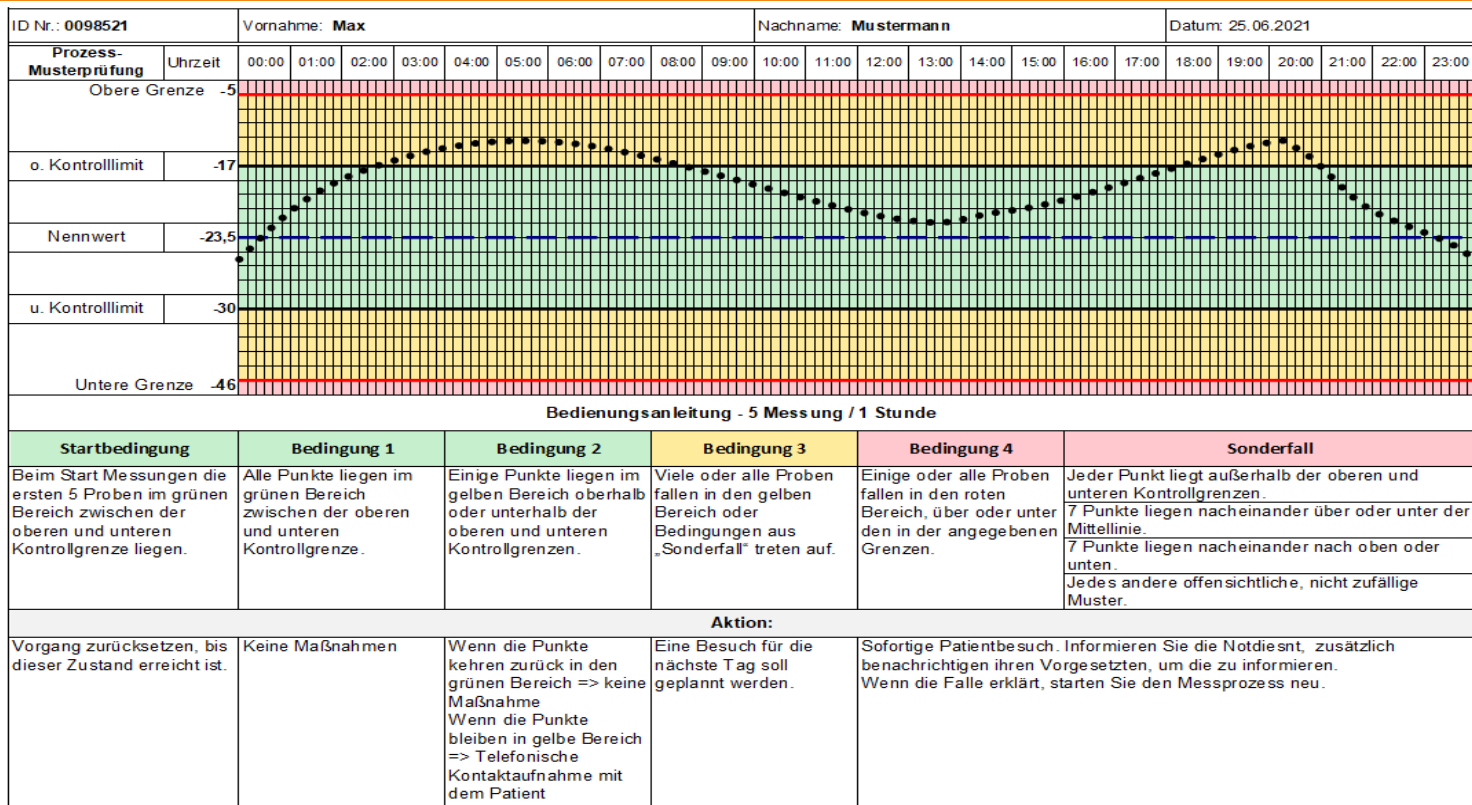 ID Nr.: 0098521 Vornahme: Max Nachname: Mustermann Datum: 25.06.2021
Prozess-
Musterprüfung Uhrzeit 00:00 01:00 02:00 03:00 04:00 05:00 06:00 07:00 08:00 09:00 10:00 11:00 12:00 13:00 14:00 15:00 16:00 17:00 18:00 19:00 20:00 21:00 22:00 23:00
Obere Grenze -5
o. Kontrolllimit -17
Nennwert -23,5
u. Kontrolllimit -30
Untere Grenze -46
Bedienungsanleitung - 5 Messung / 1 Stunde
Startbedingung
Beim Start Messungen die
ersten 5 Proben im grünen
Bereich zwischen der
oberen und unteren
Kontrollgrenze liegen.
Bedingung 1
Alle Punkte liegen im
grünen Bereich
zwischen der oberen
und unteren
Kontrollgrenze.
Bedingung 2
Einige Punkte liegen im
gelben Bereich oberhalb
oder unterhalb der
oberen und unteren
Kontrollgrenzen.
Bedingung 3
Viele oder alle Proben
fallen in den gelben
Bereich oder
Bedingungen aus
„Sonderfall“ treten auf.
Bedingung 4
Einige oder alle Proben
fallen in den roten
Bereich, über oder unter
den in der angegebenen
Grenzen.
Sonderfall
Jeder Punkt liegt außerhalb der oberen und
unteren Kontrollgrenzen.
7 Punkte liegen nacheinander über oder unter der
Mittellinie.
7 Punkte liegen nacheinander nach oben oder
unten.
Jedes andere offensichtliche, nicht zufällige
Muster.
Aktion:
Vorgang zurücksetzen, bis
dieser Zustand erreicht ist.
Keine Maßnahmen
Wenn die Punkte
kehren zurück in den
grünen Bereich => keine
Maßnahme
Wenn die Punkte
bleiben in gelbe Bereich
=> Telefonische
Kontaktaufnahme mit
dem Patient
Eine Besuch für die
nächste Tag soll
geplannt werden.
Sofortige Patientbesuch. Informieren Sie die Notdiesnt, zusätzlich
benachrichtigen ihren Vorgesetzten, um die zu informieren.
Wenn die Falle erklärt, starten Sie den Messprozess neu.